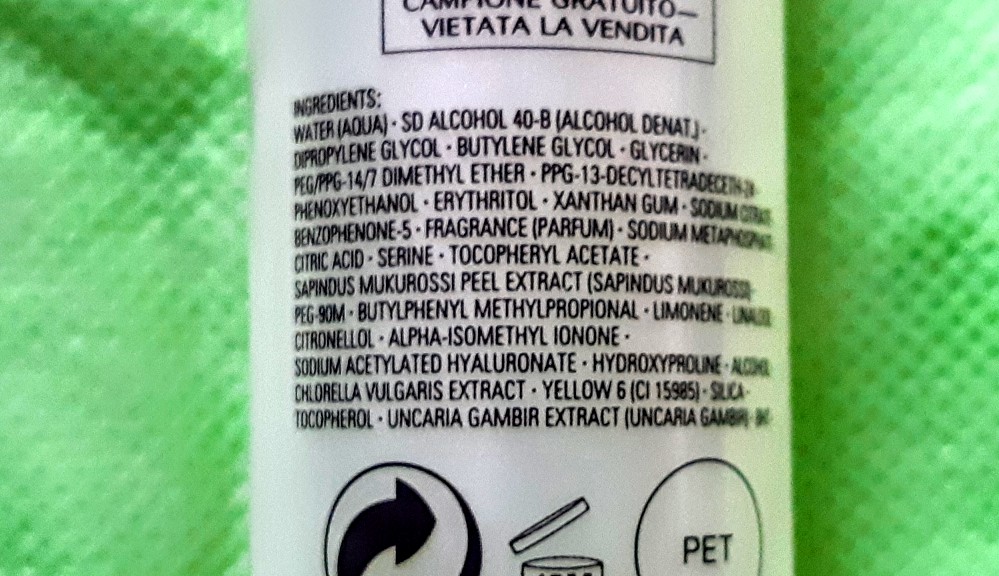 CAMPIONE GRATUITO—
VIETATA LA VENDITA
INGREDIENTS:
WATER (AQUA) · SD ALCOHOL 40-B (ALCOHOL DENAT.) ·
DIPROPYLENE GLYCOL · BUTYLENE GLYCOL · GLYCERIN ·
PEG/PPG-14/7 DIMETHYL ETHER · PPG-13-DECYLTETRADECETH-24 ·
PHENOXYETHANOL · ERYTHRITOL · XANTHAN GUM · SODIUM CITRATE
BENZOPHENONE-5 · FRAGRANCE (PARFUM) · SODIUM METAPHOSPHATE
CITRIC ACID · SERINE · TOCOPHERYL ACETATE ·
SAPINDUS MUKUROSSI PEEL EXTRACT (SAPINDUS MUKUROSSI)
PEG-90M · BUTYLPHENYL METHYLPROPIONAL · LIMONENE · LINALOOL
CITRONELLOL · ALPHA-ISOMETHYL IONONE ·
SODIUM ACETYLATED HYALURONATE · HYDROXYPROLINE · ALCOHOL
CHLORELLA VULGARIS EXTRACT · YELLOW 6 (CI 15985) · SILICA ·
TOCOPHEROL · UNCARIA GAMBIR EXTRACT (UNCARIA GAMBIR) ·
PET